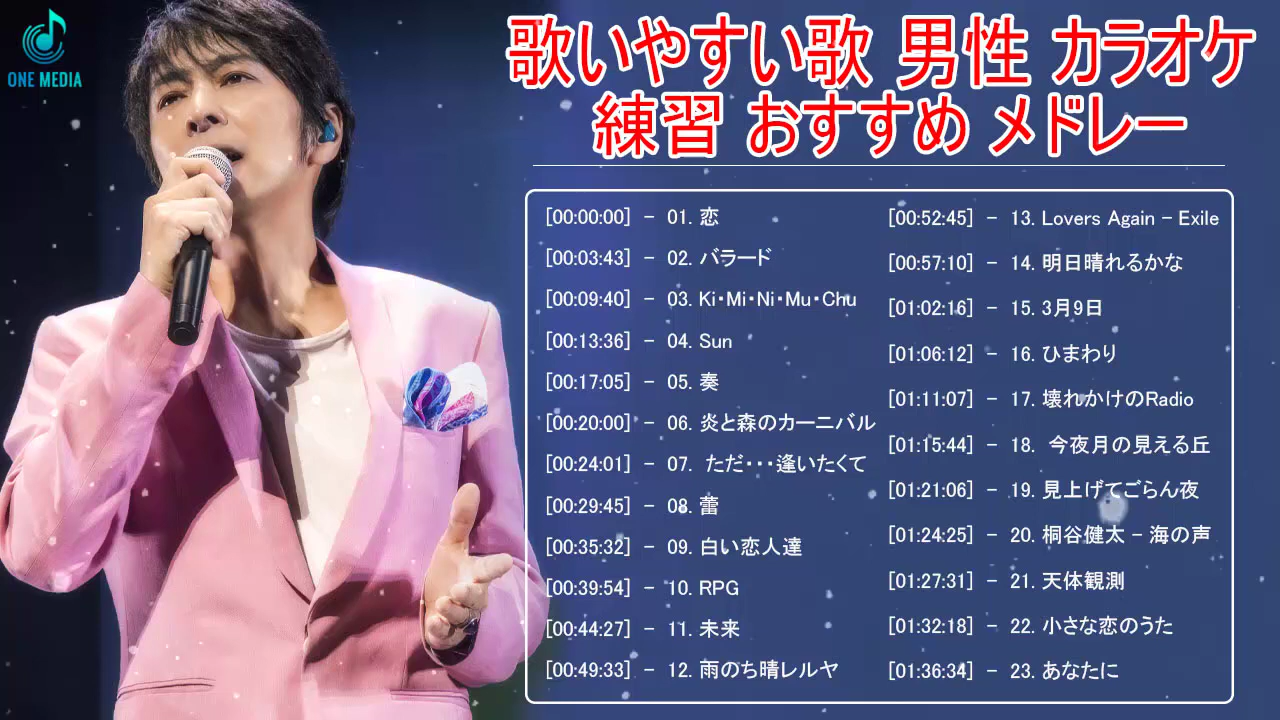 ONE MEDIA
歌いやすい歌 男性 カラオケ
練習 おすすめ メドレー
[00:00:00] - 01. 恋
[00:03:43] - 02. バラード
[00:09:40] - 03. Ki・Mi・Ni・Mu・Chu
[00:13:36] - 04. Sun
[00:17:05] - 05. 奏
[00:20:00] - 06. 炎と森のカーニバル
[00:24:01] - 07. ただ・・・逢いたくて
[00:29:45] - 08. 蕾
[00:35:32] - 09. 白い恋人達
[00:39:54] - 10. RPG
[00:44:27] - 11. 未来
[00:49:33] - 12. 雨のち晴レルヤ
[00:52:45] - 13. Lovers Again - Exile
[00:57:10] - 14. 明日晴れるかな
[01:02:16] - 15. 3月9日
[01:06:12] - 16. ひまわり
[01:11:07] - 17. 壊れかけのRadio
[01:15:44] - 18. 今夜月の見える丘
[01:21:06] - 19. 見上げてごらん夜
[01:24:25] - 20. 桐谷健太 - 海の声
[01:27:31] - 21. 天体観測
[01:32:18] - 22. 小さな恋のうた
[01:36:34] - 23. あなたに